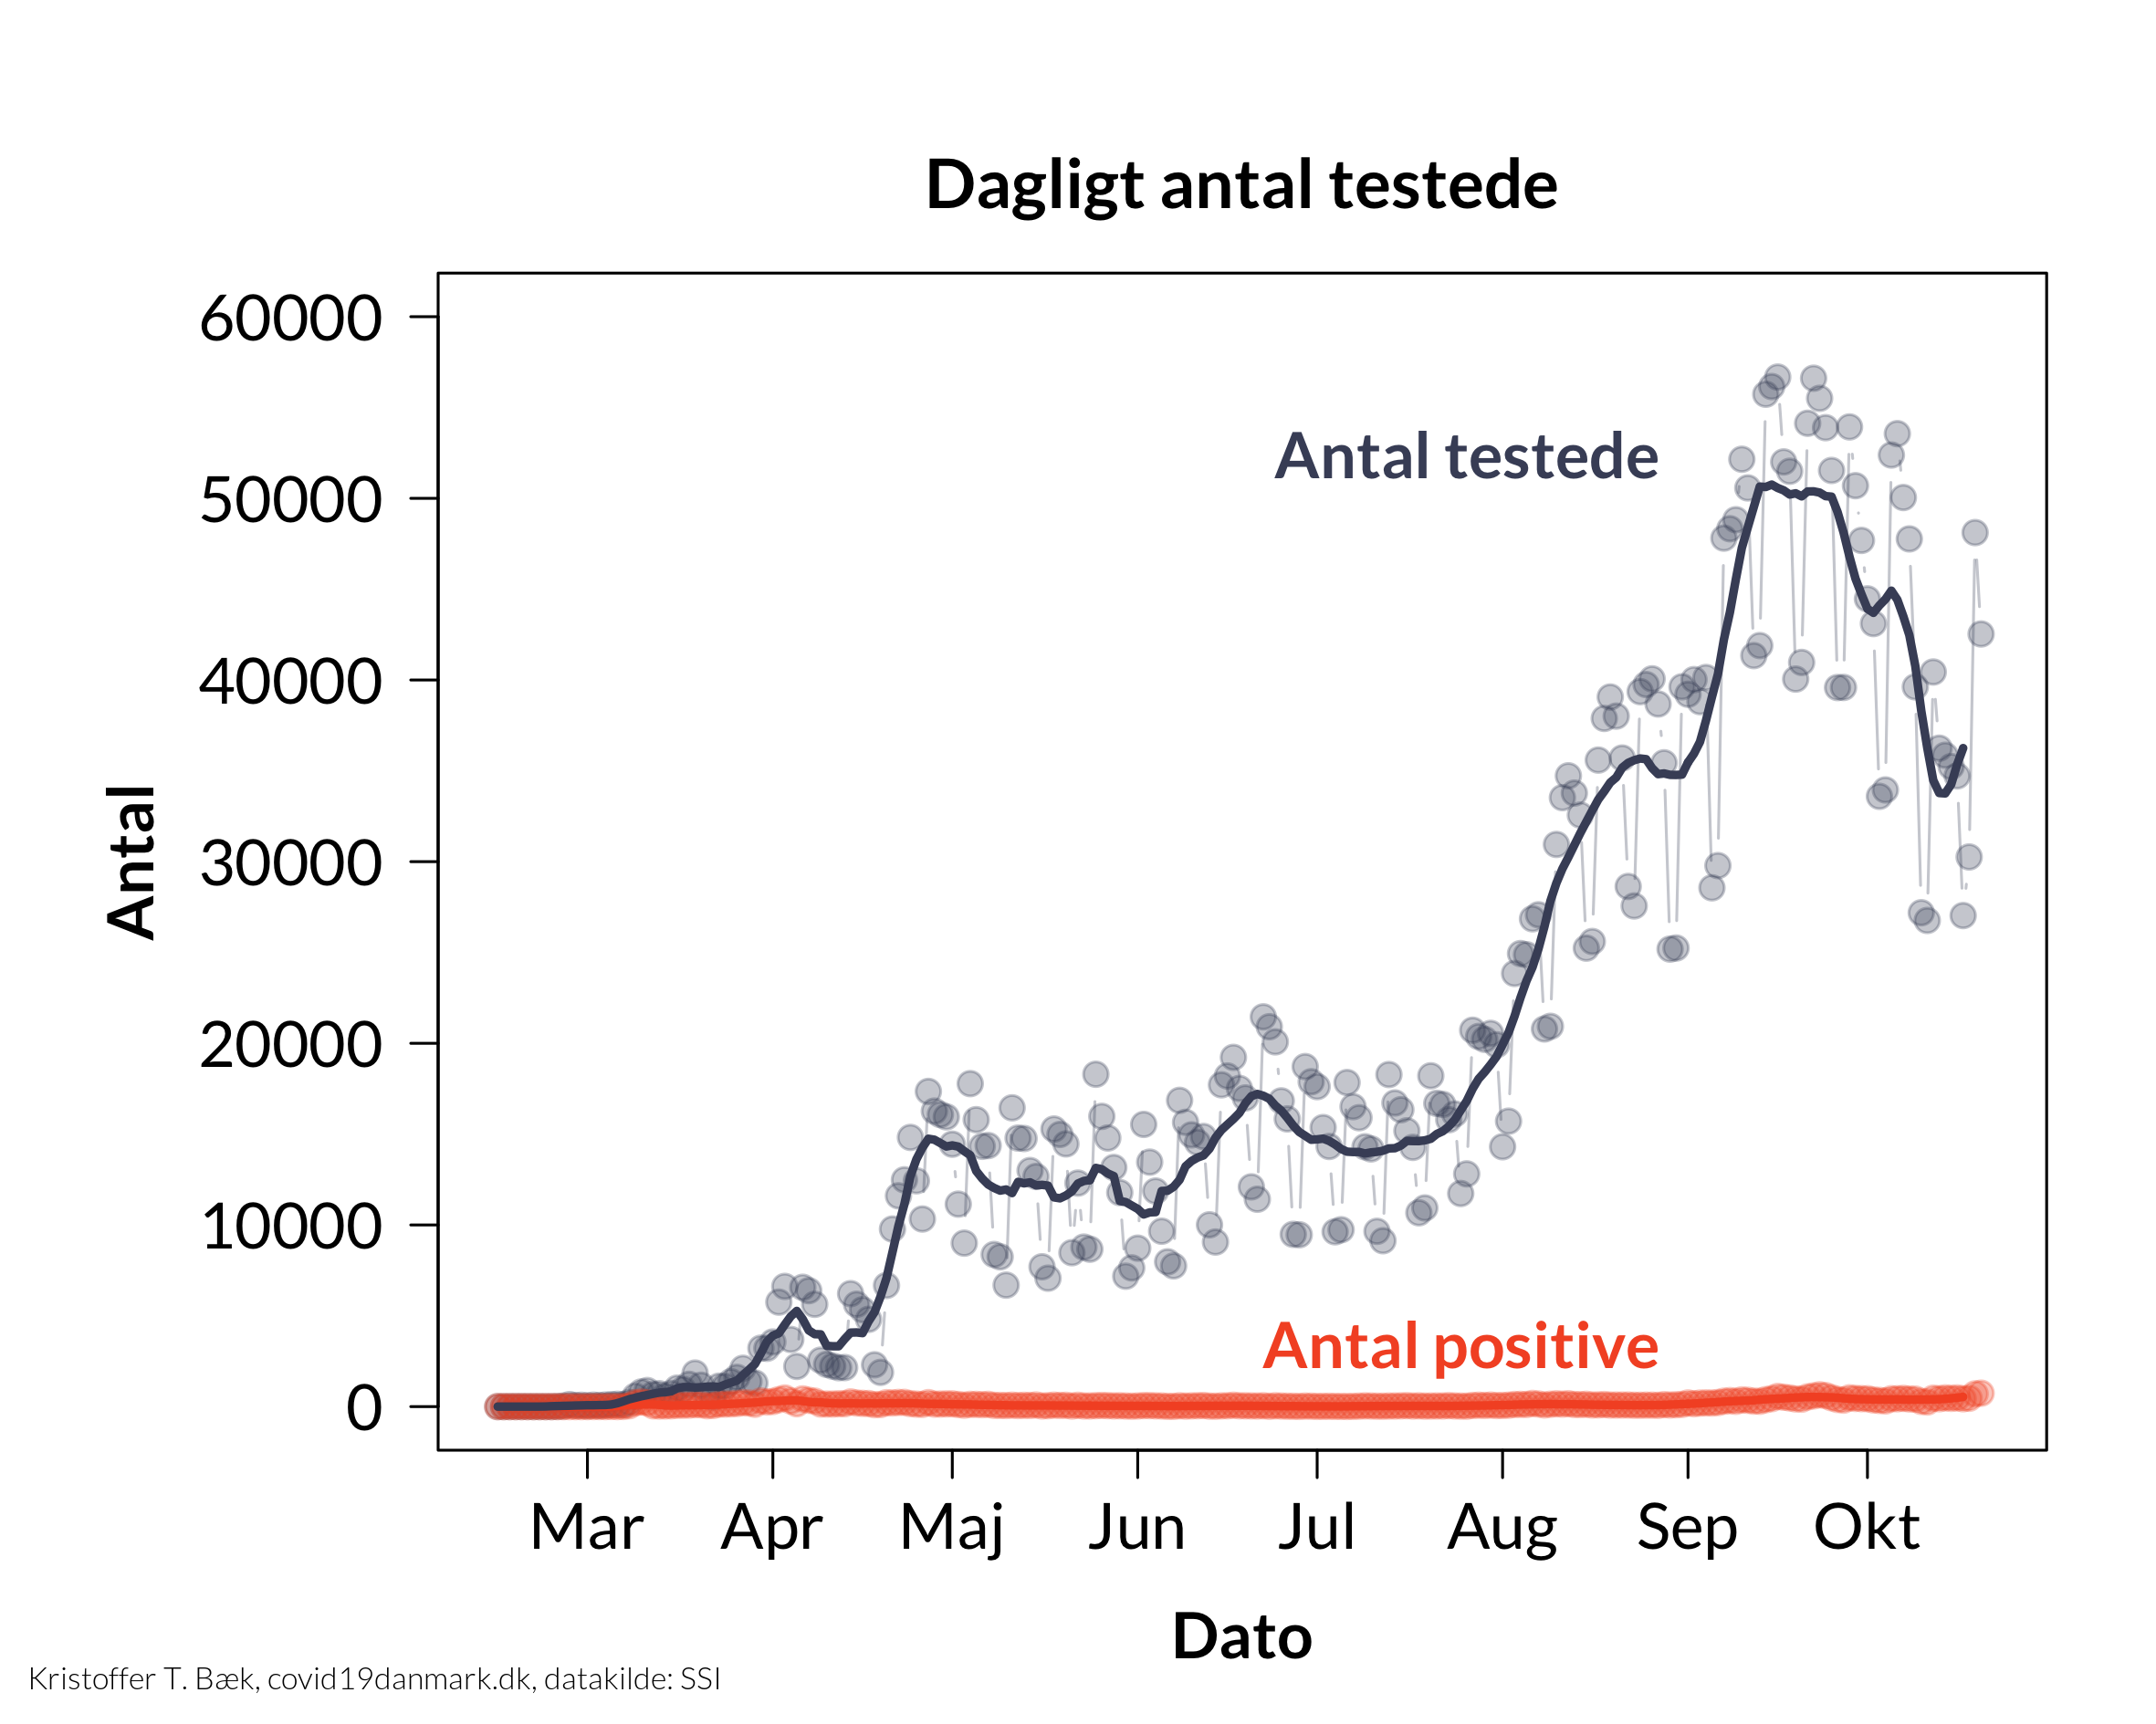 Dagligt antal testede
60000
50000
40000
30000
20000
10000
0
Antal
Antal testede
Antal positive
Mar Apr Maj Jun Jul Aug Sep Okt
Dato
Kristoffer T. Bæk, covid19danmark.dk, datakilde: SSI